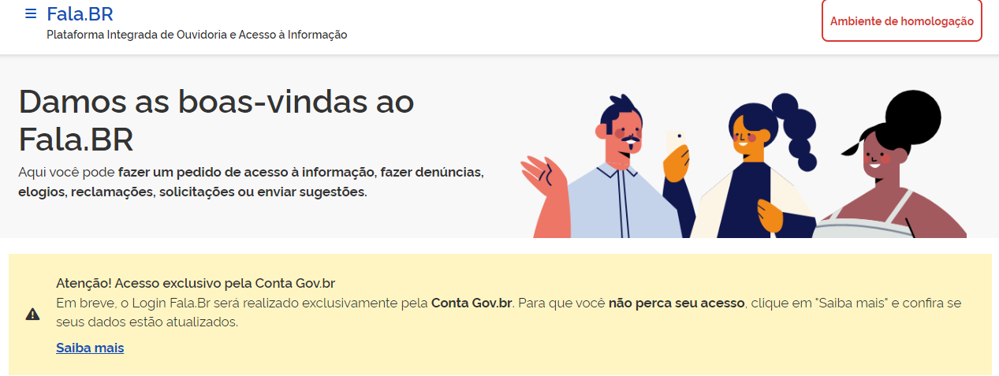 Fala.BR
Plataforma Integrada de Ouvidoria e Acesso à Informação
Ambiente de homologação
Damos as boas-vindas ao
Fala.BR
Aqui você pode fazer um pedido de acesso à informação, fazer denúncias,
elogios, reclamações, solicitações ou enviar sugestões.
Atenção! Acesso exclusivo pela Conta Gov.br
Em breve, o Login Fala.Br será realizado exclusivamente pela Conta Gov.br. Para que você não perca seu acesso, clique em "Saiba mais" e confira se
seus dados estão atualizados.
Saiba mais